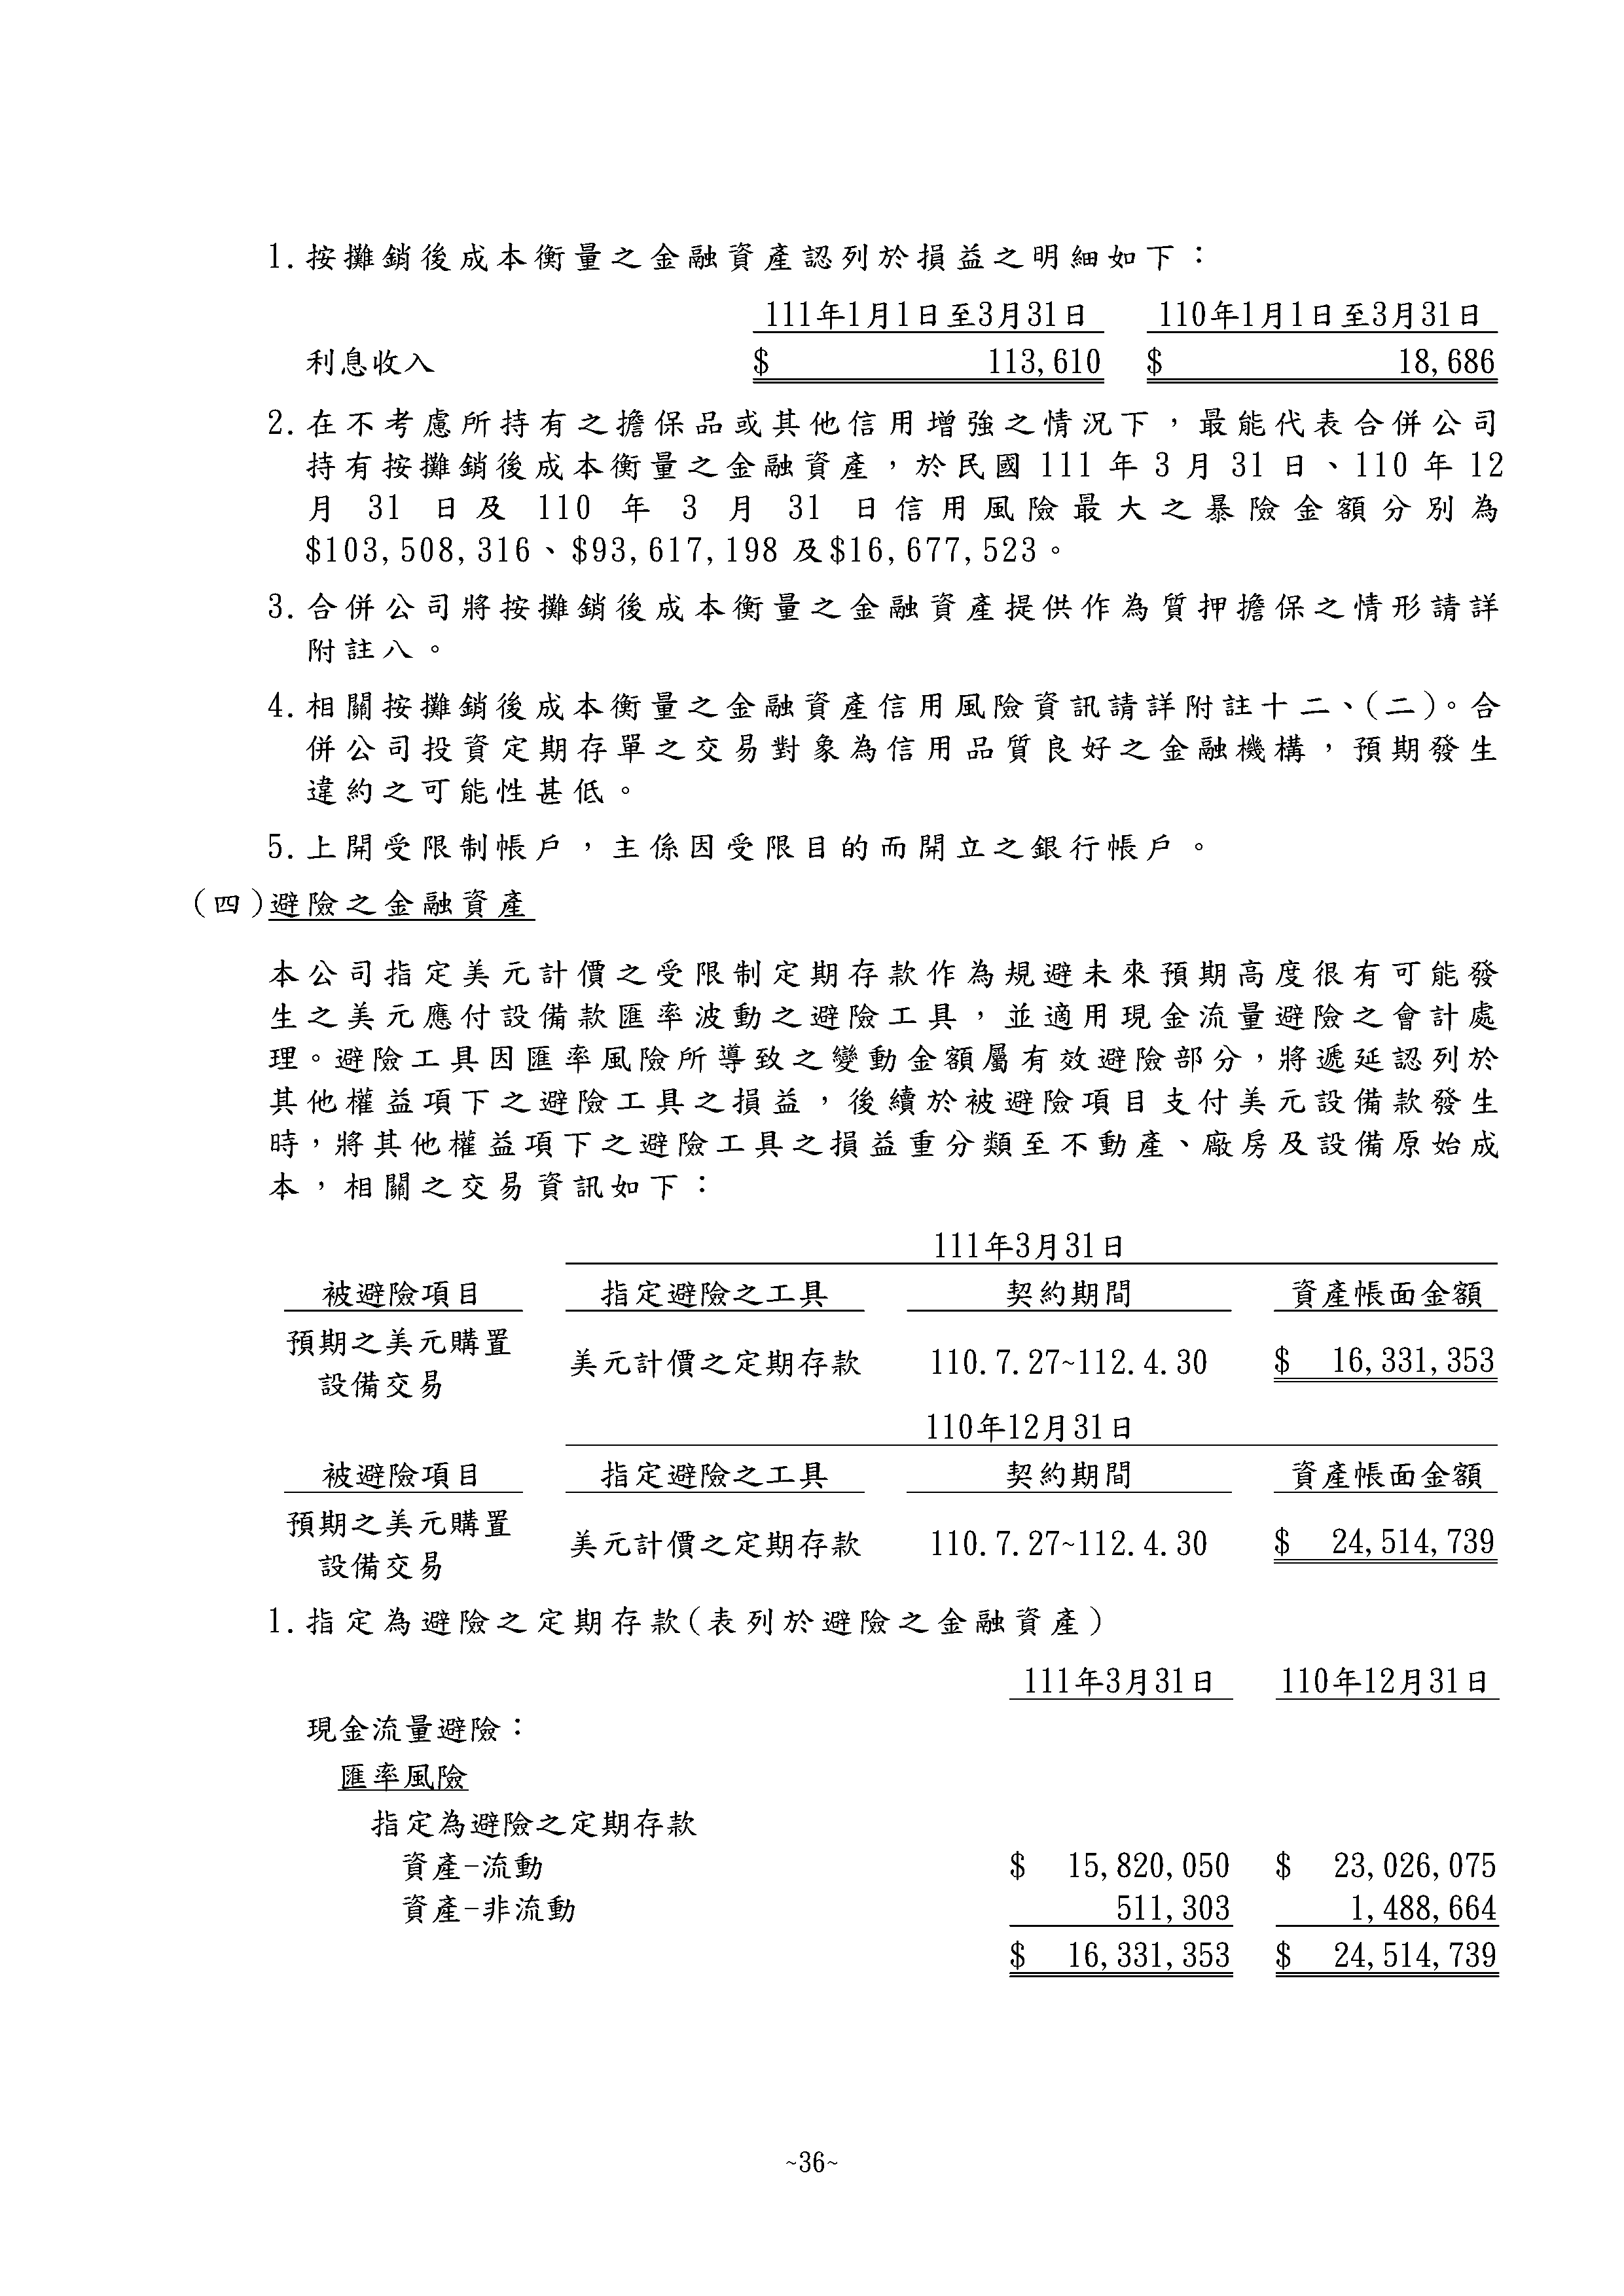 1.按攤銷後成本衡量之金融資產認列於損益之明細如下：
111年1月1日至3月31日 110年1月1日至3月31日
利息收入 $ 113,610 $ 18,686
2.在不考慮所持有之擔保品或其他信用增強之情況下，最能代表合併公司
持有按攤銷後成本衡量之金融資產，於民國 111 年 3 月 31 日、110 年 12
月 31 日及 110 年 3 月 31 日信用風險最大之暴險金額分別為
$103,508,316、$93,617,198 及$16,677,523。
3.合併公司將按攤銷後成本衡量之金融資產提供作為質押擔保之情形請詳
附註八。
4.相關按攤銷後成本衡量之金融資產信用風險資訊請詳附註十二、(二)。合
併公司投資定期存單之交易對象為信用品質良好之金融機構，預期發生
違約之可能性甚低。
5.上開受限制帳戶，主係因受限目的而開立之銀行帳戶。
(四)避險之金融資產
本公司指定美元計價之受限制定期存款作為規避未來預期高度很有可能發
生之美元應付設備款匯率波動之避險工具，並適用現金流量避險之會計處
理。避險工具因匯率風險所導致之變動金額屬有效避險部分，將遞延認列於
其他權益項下之避險工具之損益，後續於被避險項目支付美元設備款發生
時，將其他權益項下之避險工具之損益重分類至不動產、廠房及設備原始成
本，相關之交易資訊如下：
111年3月31日
被避險項目 指定避險之工具 契約期間 資產帳面金額
預期之美元購置
設備交易 美元計價之定期存款 110.7.27~112.4.30 $ 16,331,353
110年12月31日
被避險項目 指定避險之工具 契約期間 資產帳面金額
預期之美元購置
設備交易 美元計價之定期存款 110.7.27~112.4.30 $ 24,514,739
1.指定為避險之定期存款(表列於避險之金融資產)
111年3月31日 110年12月31日
現金流量避險：
匯率風險
指定為避險之定期存款
資產-流動 $ 15,820,050 $ 23,026,075
資產-非流動 511,303 1,488,664
$ 16,331,353 $ 24,514,739
~36~